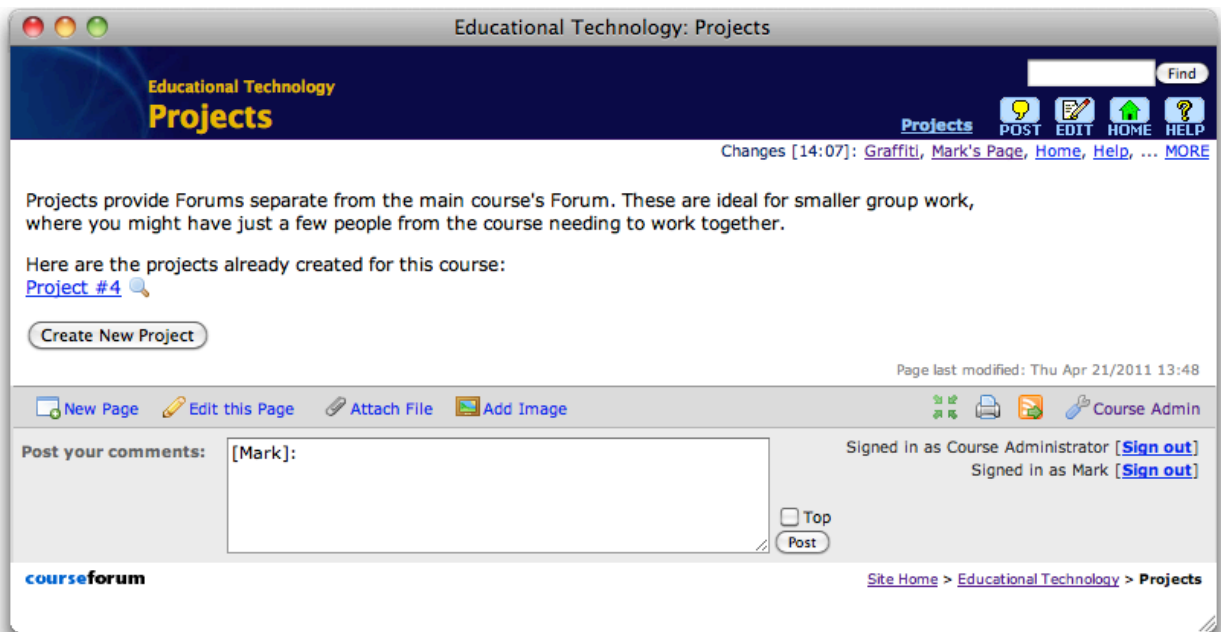 Educational Technology: Projects
Find
Educational Technology
Projects
Projects POST EDIT HOME HELP
Changes [14:07]: Graffiti, Mark's Page, Home, Help, ... MORE
Projects provide Forums separate from the main course's Forum. These are ideal for smaller group work,
where you might have just a few people from the course needing to work together.
Here are the projects already created for this course:
Project #4
Create New Project
Page last modified: Thu Apr 21/2011 13:48
New Page Edit this Page Attach File Add Image Course Admin
Post your comments: [Mark]: Signed in as Course Administrator [Sign out]
Signed in as Mark [Sign out]
Top
Post
courseforum Site Home > Educational Technology > Projects